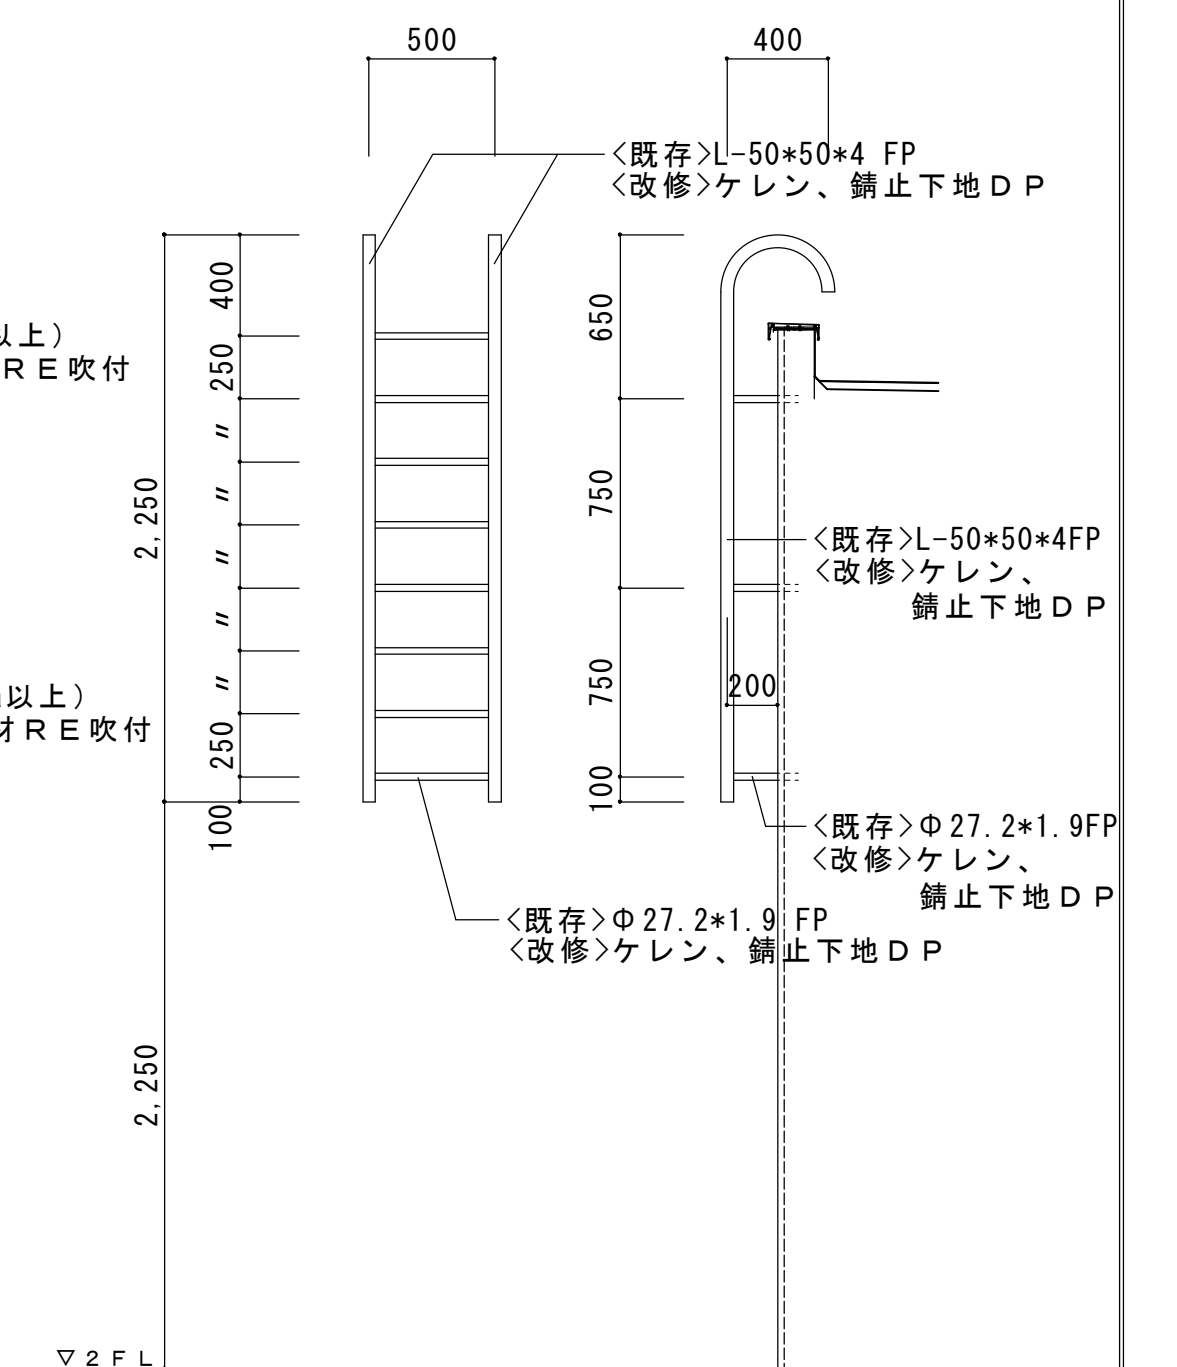 500
400
<既存>L-50*50*4 FP
<改修>ケレン、錆止下地ＤＰ
400
250
〃
〃
〃
〃
〃
250
100
2,250
2,250
650
750
750
100
200
以上）
ＲＥ吹付
以上）
材ＲＥ吹付
<既存>L-50*50*4FP
<改修>ケレン、
錆止下地ＤＰ
<既存>Φ27.2*1.9FP
<改修>ケレン、
錆止下地ＤＰ
<既存>Φ27.2*1.9 FP
<改修>ケレン、錆止下地ＤＰ
▽２ＦＬ